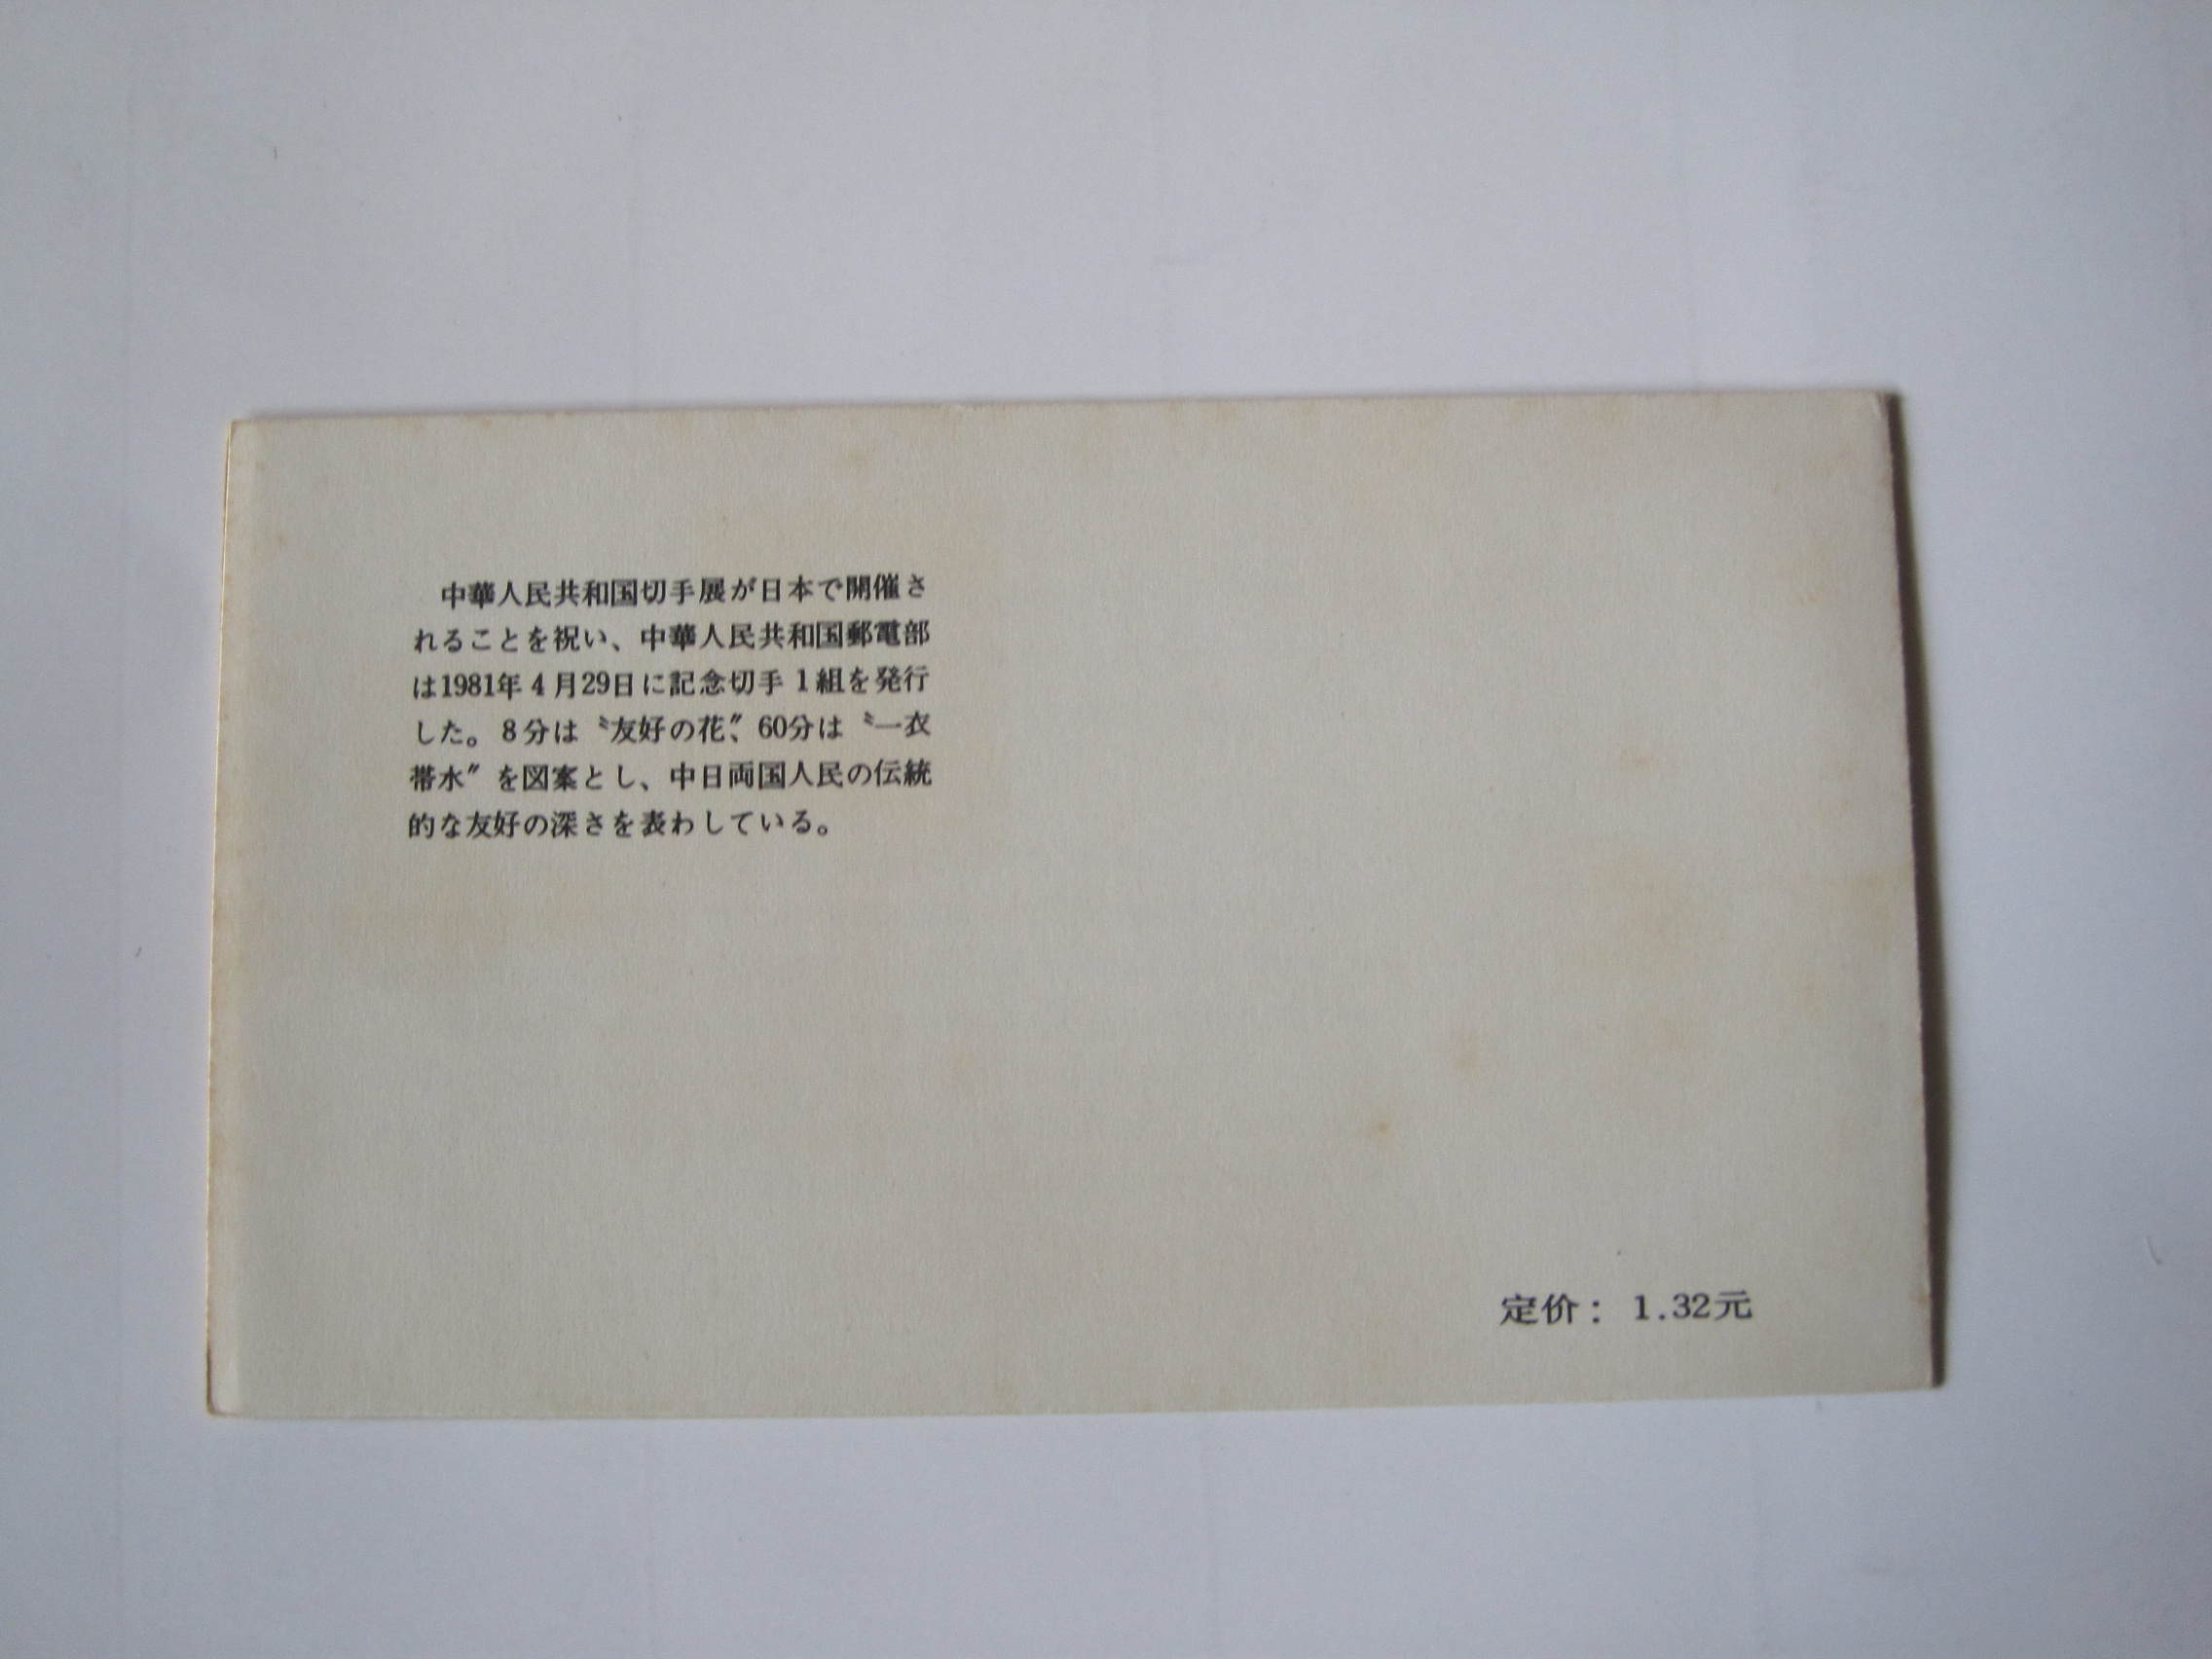 中華人民共和国切手展が日本で開催さ
れることを祝い、中華人民共和国郵電部
は1981年4月29日に記念切手1組を発行
した。8分は〝友好の花〞、60分は〝一衣
帯水〞を図案とし、中日両国人民の伝統
的な友好の深さを表わしている。
定价: 1.32元